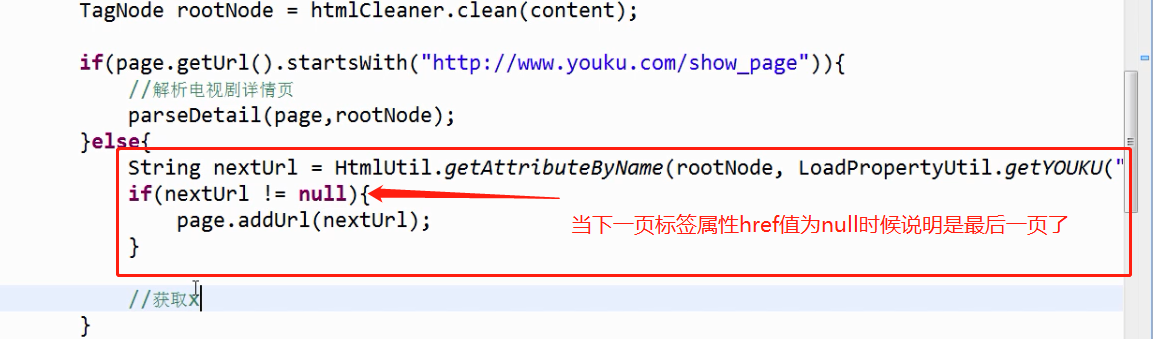 TagNode rootNode = htmlCleaner.clean(content);
if(page.getUrl().startsWith("http://www.youku.com/show_page")){
//解析电视剧详情页
parseDetail(page,rootNode);
}else{
String nextUrl = HtmlUtil.getAttributeByName(rootNode, LoadPropertyUtil.getYOUKU("
if(nextUrl != null){
page.addUrl(nextUrl);
当下一页标签属性href值为null时候说明是最后一页了
}
//获取x
}